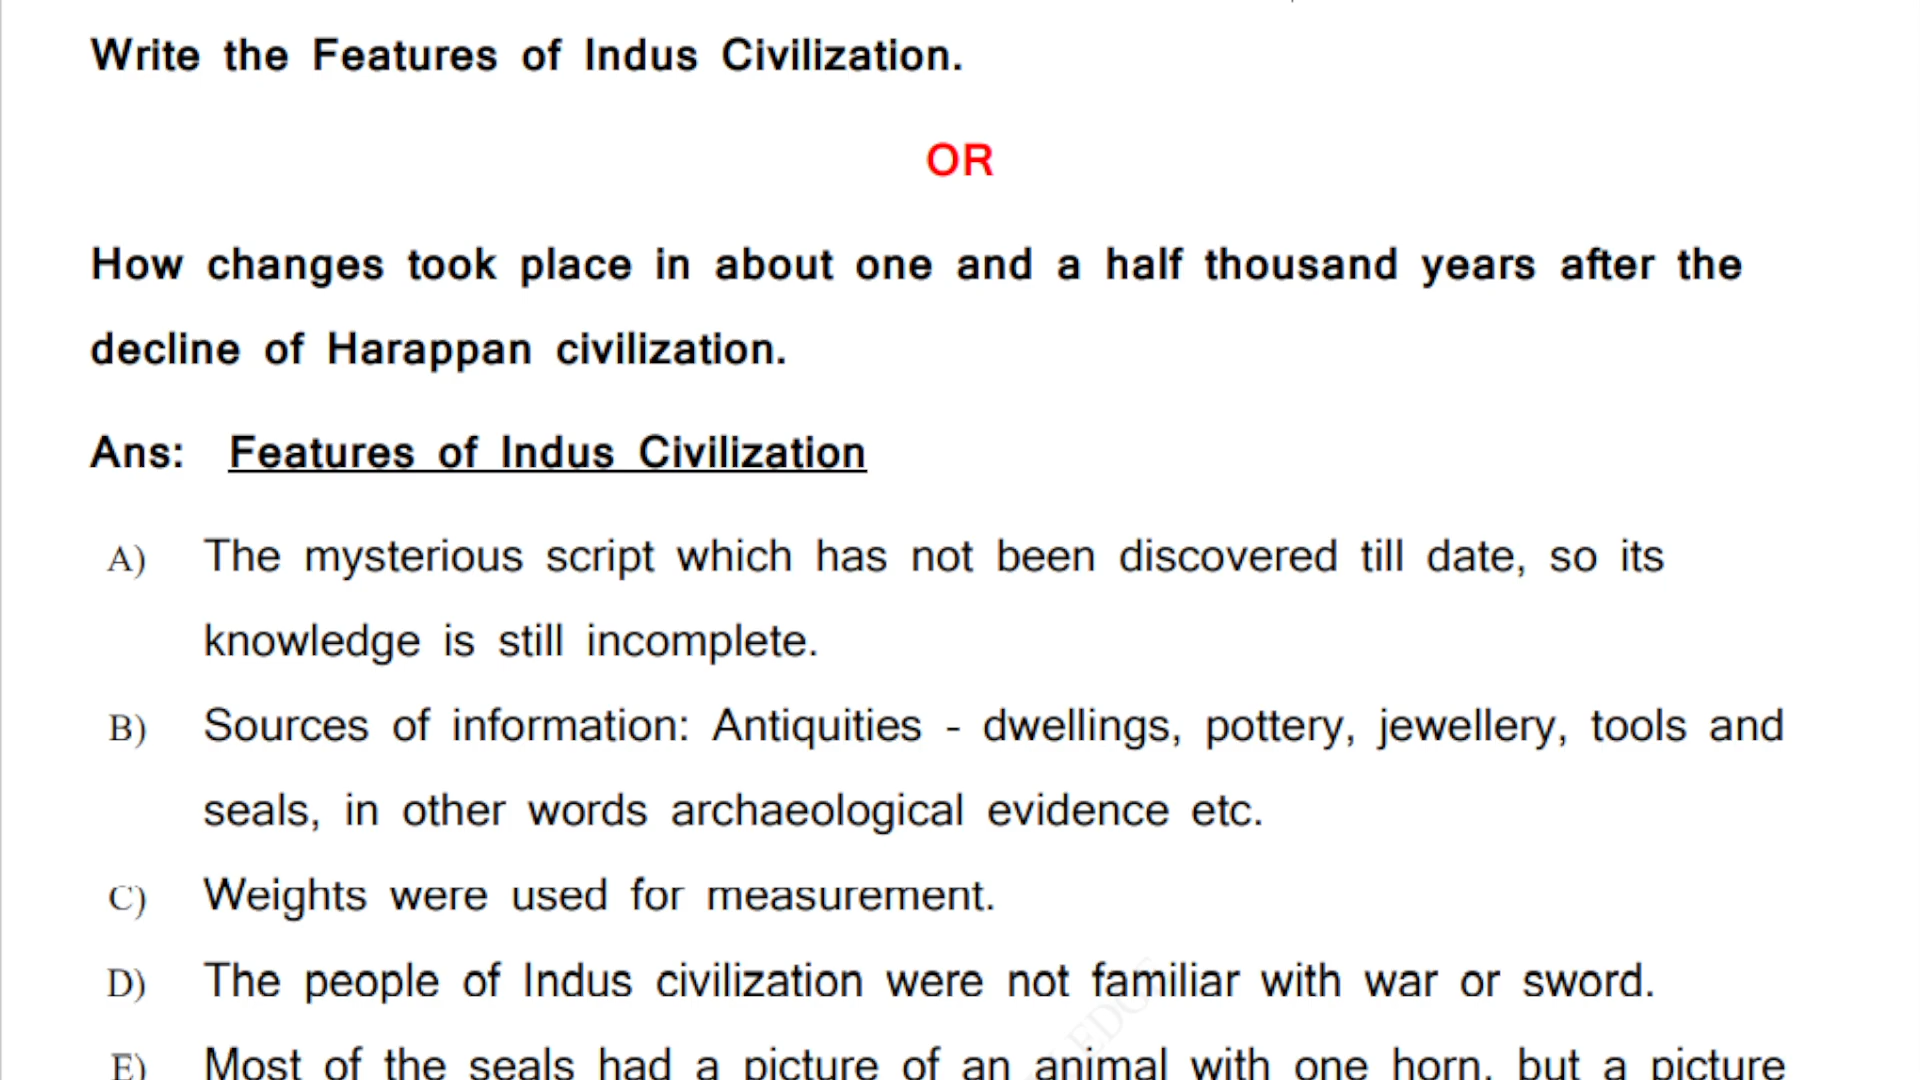 Write the Features of Indus Civilization.
OR
How changes took place in about one and a half thousand years after the
decline of Harappan civilization.
Ans: Features of Indus Civilization
A) The mysterious script which has not been discovered till date, so its
knowledge is still incomplete.
B) Sources of information: Antiquities - dwellings, pottery, jewellery, tools and
seals, in other words archaeological evidence etc.
C) Weights were used for measurement.
D) The people of Indus civilization were not familiar with war or sword.
E) Most of the seals had a picture of an animal with one horn, but a picture